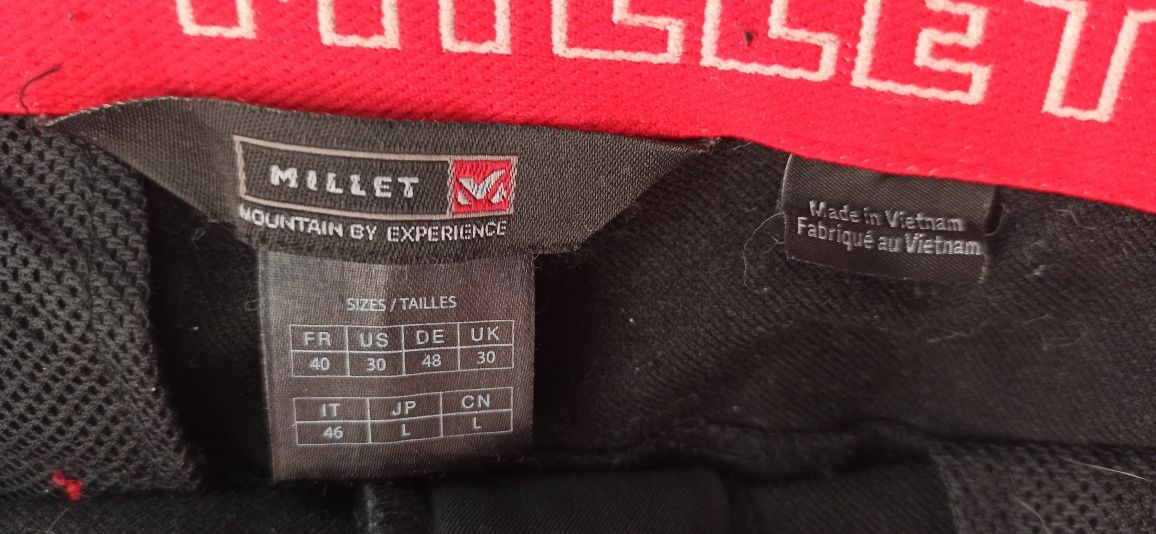 MILLET
MILLET
MOUNTAIN BY EXPERIENCE
Made in Vietnam
Fabriqué au Vietnam
SIZES / TAILLES
FR US DE UK
40 30 48 30
IT JP CN
46 L L